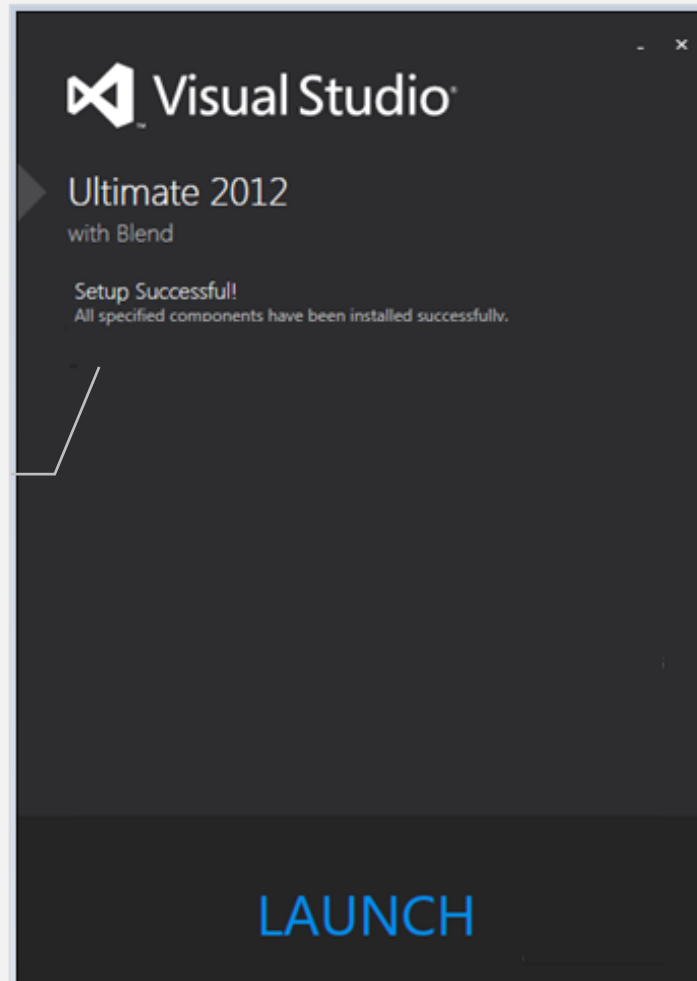 Visual Studio®
Ultimate 2012
with Blend
Setup Successful!
All specified components have been installed successfully.
LAUNCH